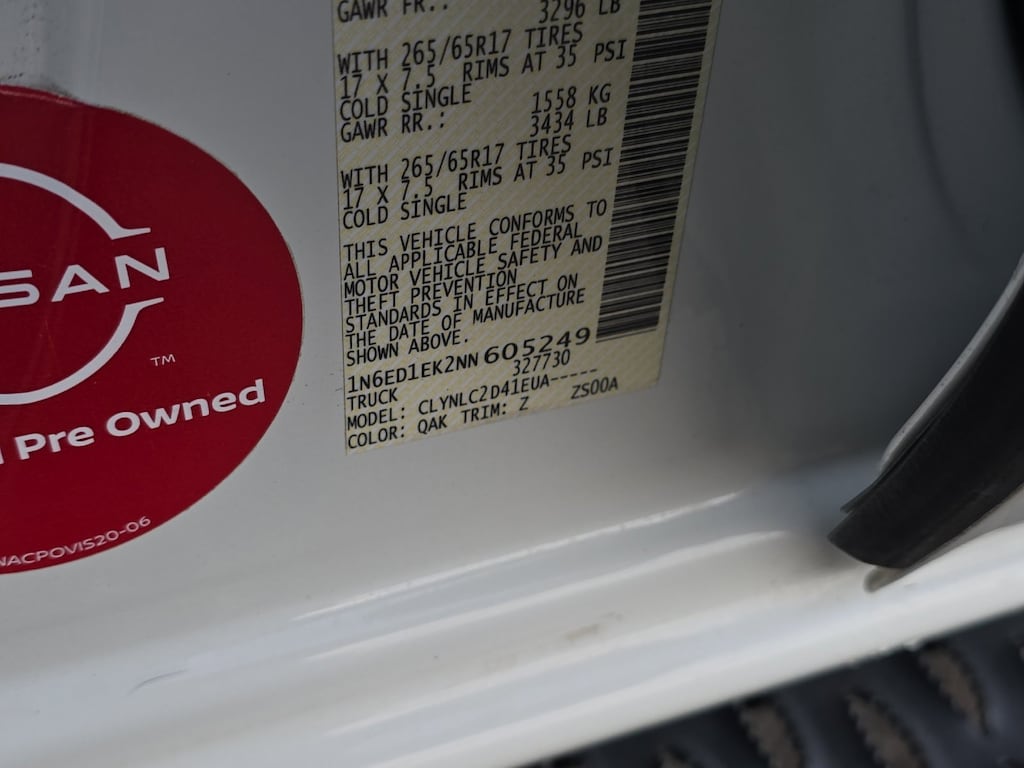 GAWR FR.: 3296 LB
WITH 265/65R17 TIRES
17 X 7.5 RIMS AT 35 PSI
COLD SINGLE 1558 KG
GAWR RR.: 3434 LB
WITH 265/65R17 TIRES
17 X 7.5 RIMS AT 35 PSI
COLD SINGLE
THIS VEHICLE CONFORMS TO
ALL APPLICABLE FEDERAL
MOTOR VEHICLE SAFETY AND
THEFT PREVENTION
STANDARDS IN EFFECT ON
THE DATE OF MANUFACTURE
SHOWN ABOVE.
1N6ED1EK2NN 605249
TRUCK 327730
MODEL: CLYNLC2D41EUA-----
COLOR: QAK TRIM: Z ZS00A
SAN
TM
Pre Owned
NACPOVIS20-06